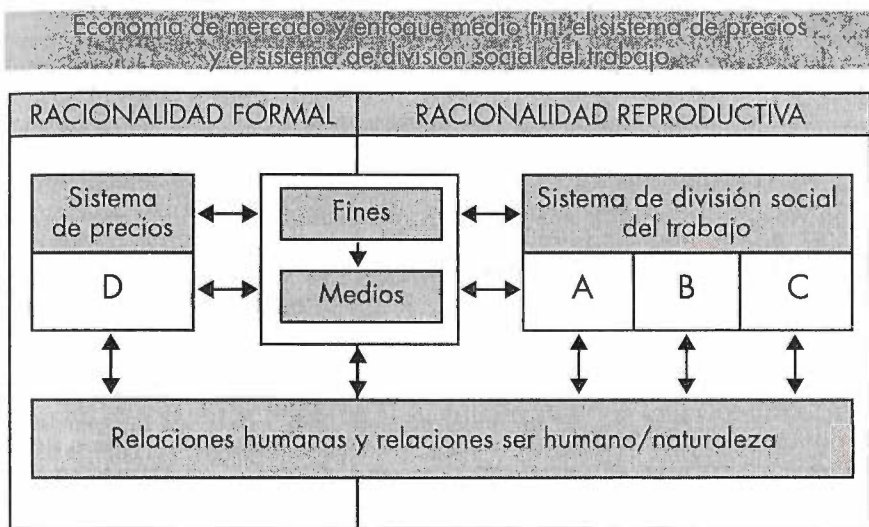 Economía de mercado y enfoque medio fin: el sistema de precios
y el sistema de división social del trabajo
RACIONALIDAD FORMAL
RACIONALIDAD REPRODUCTIVA
Sistema
de precios
Fines
Sistema de división social
del trabajo
D
Medios
A
B
C
Relaciones humanas y relaciones ser humano/naturaleza